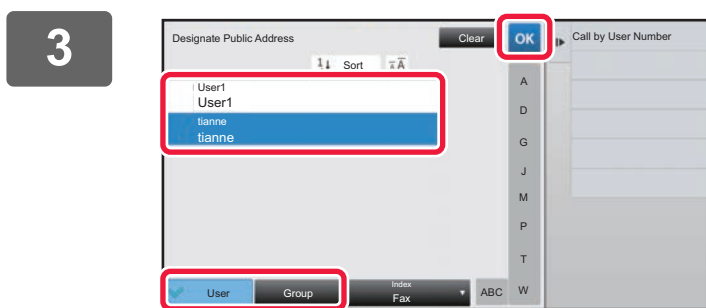 3
Designate Public Address
Clear
OK
Call by User Number
Sort
User1
User1
tianne
tianne
A
D
G
J
M
P
T
W
User
Group
Index
Fax
ABC